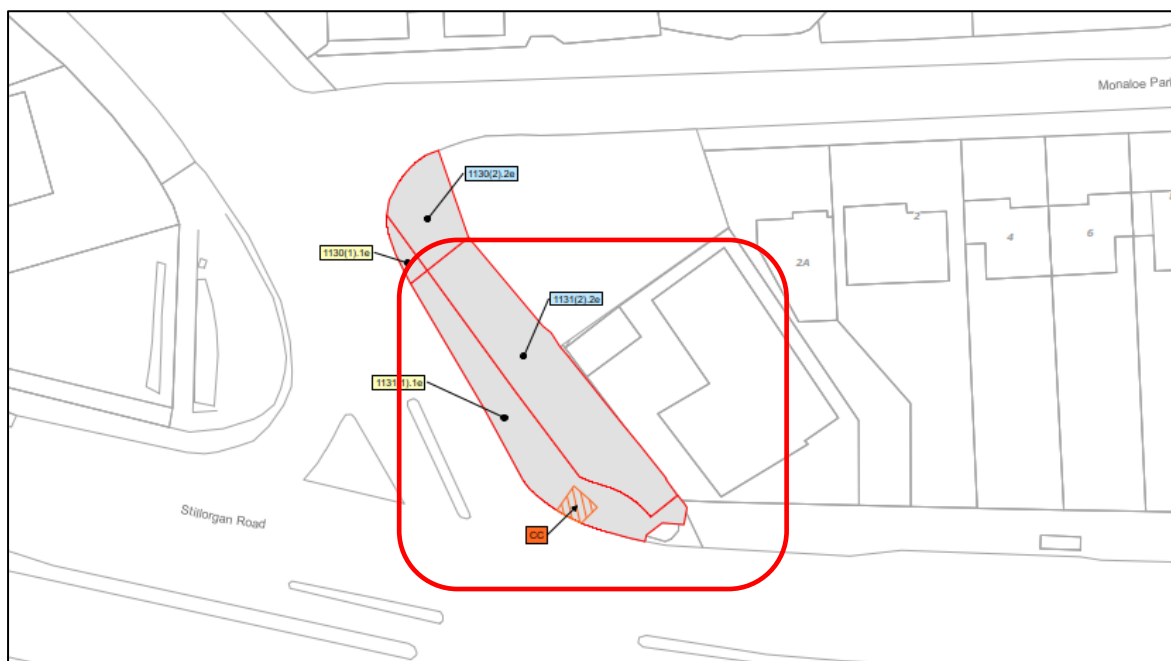 Monaloe Park
1130(2).2e
2
4
6
1130(1).1e
2A
1131(2).2e
1131(1).1e
Stillorgan Road
CC